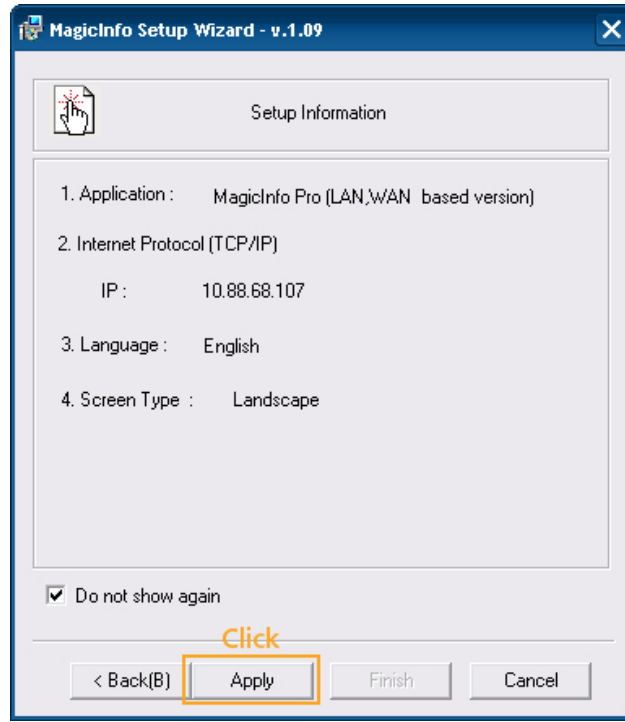 MagicInfo Setup Wizard - v.1.09
Setup Information
1. Application : MagicInfo Pro (LAN,WAN based version)
2. Internet Protocol (TCP/IP)
IP : 10.88.68.107
3. Language : English
4. Screen Type : Landscape
Do not show again
Click
< Back(B) Apply Finish Cancel